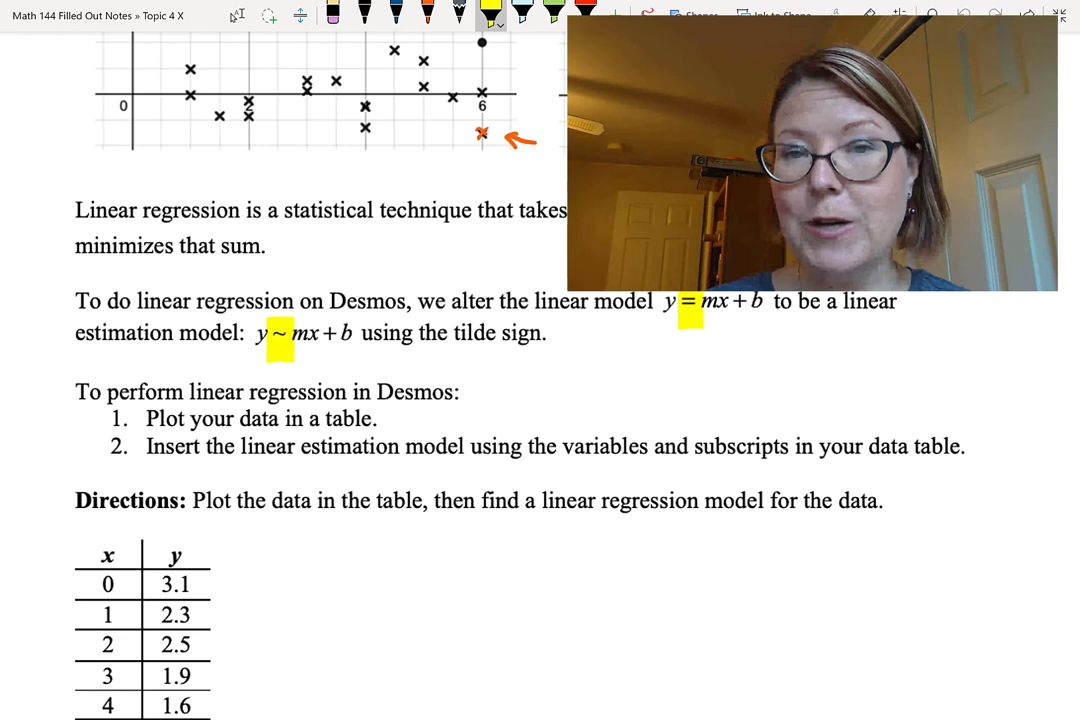 Math 144 Filled Out Notes » Topic 4 X
0
2
6
Linear regression is a statistical technique that takes
minimizes that sum.
To do linear regression on Desmos, we alter the linear model y = mx + b to be a linear
estimation model: y ~ mx + b using the tilde sign.
To perform linear regression in Desmos:
1. Plot your data in a table.
2. Insert the linear estimation model using the variables and subscripts in your data table.
Directions: Plot the data in the table, then find a linear regression model for the data.
x y
0 3.1
1 2.3
2 2.5
3 1.9
4 1.6